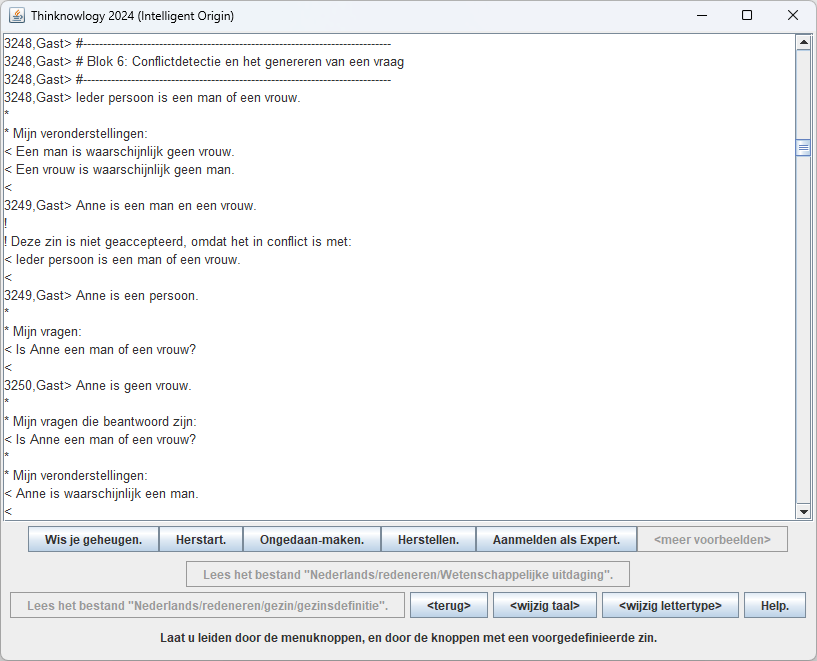 Thinknowlogy 2024 (Intelligent Origin)
3248,Gast> #-----------------------------------------------------------------------------
3248,Gast> # Blok 6: Conflictdetectie en het genereren van een vraag
3248,Gast> #-----------------------------------------------------------------------------
3248,Gast> Ieder persoon is een man of een vrouw.
*
* Mijn veronderstellingen:
< Een man is waarschijnlijk geen vrouw.
< Een vrouw is waarschijnlijk geen man.
<
3249,Gast> Anne is een man en een vrouw.
!
! Deze zin is niet geaccepteerd, omdat het in conflict is met:
< Ieder persoon is een man of een vrouw.
<
3249,Gast> Anne is een persoon.
*
* Mijn vragen:
< Is Anne een man of een vrouw?
<
3250,Gast> Anne is geen vrouw.
*
* Mijn vragen die beantwoord zijn:
< Is Anne een man of een vrouw?
*
* Mijn veronderstellingen:
< Anne is waarschijnlijk een man.
<
Wis je geheugen. Herstart. Ongedaan-maken. Herstellen. Aanmelden als Expert. <meer voorbeelden>
Lees het bestand "Nederlands/redeneren/Wetenschappelijke uitdaging".
Lees het bestand "Nederlands/redeneren/gezin/gezinsdefinitie". <terug> <wijzig taal> <wijzig lettertype> Help.
Laat u leiden door de menuknoppen, en door de knoppen met een voorgedefinieerde zin.